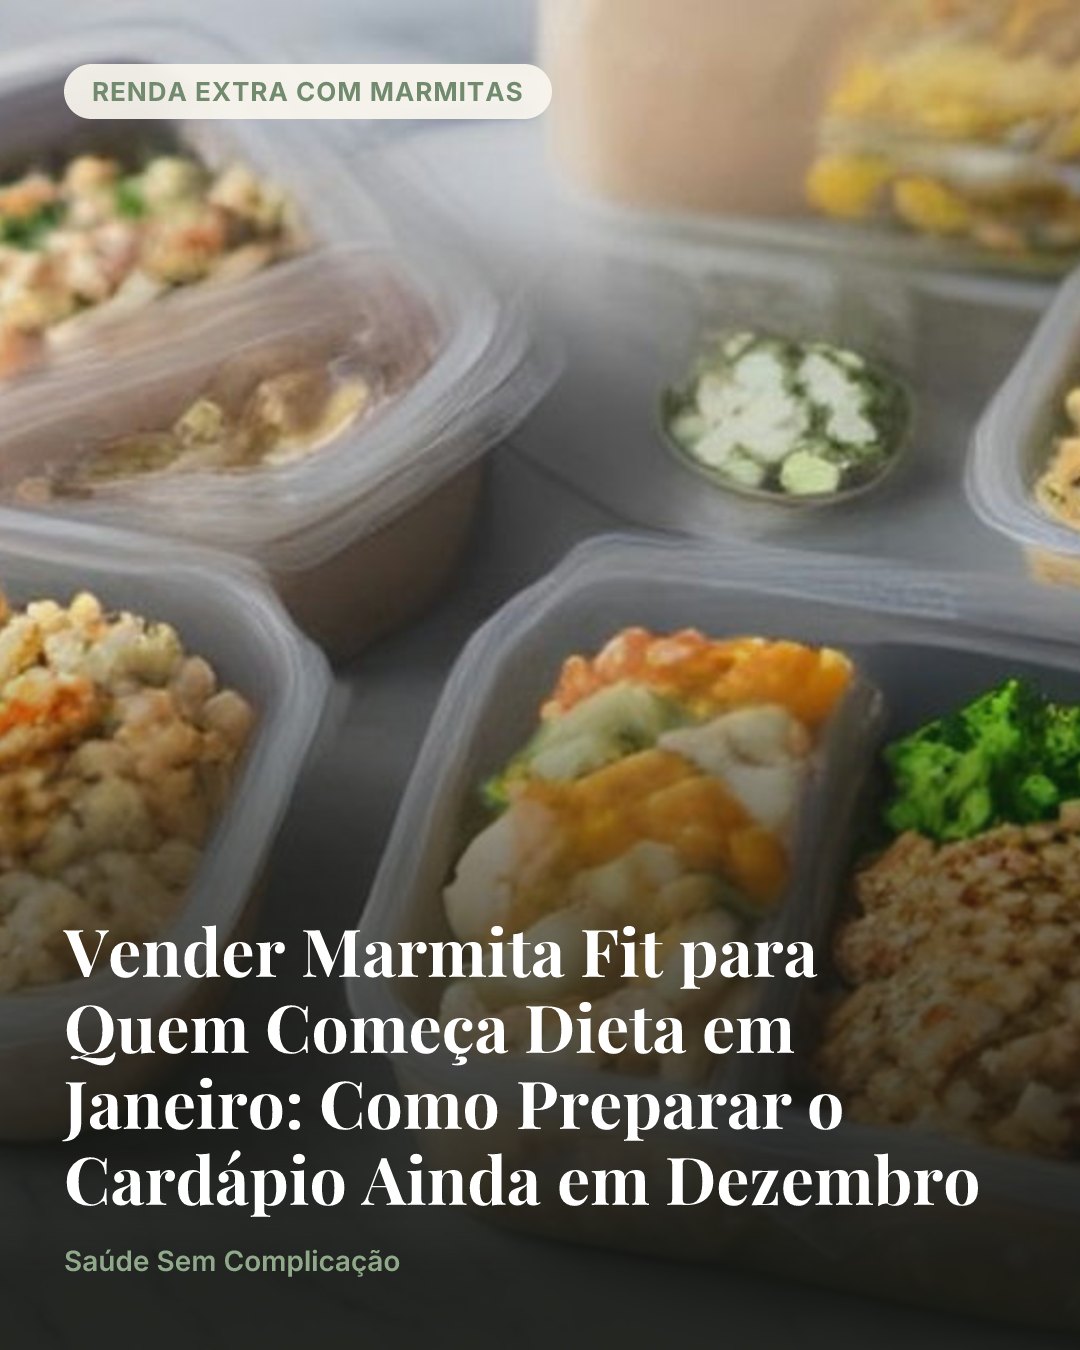 RENDA EXTRA COM MARMITAS
Vender Marmita Fit para
Quem Começa Dieta em
Janeiro: Como Preparar o
Cardápio Ainda em Dezembro
Saúde Sem Complicação